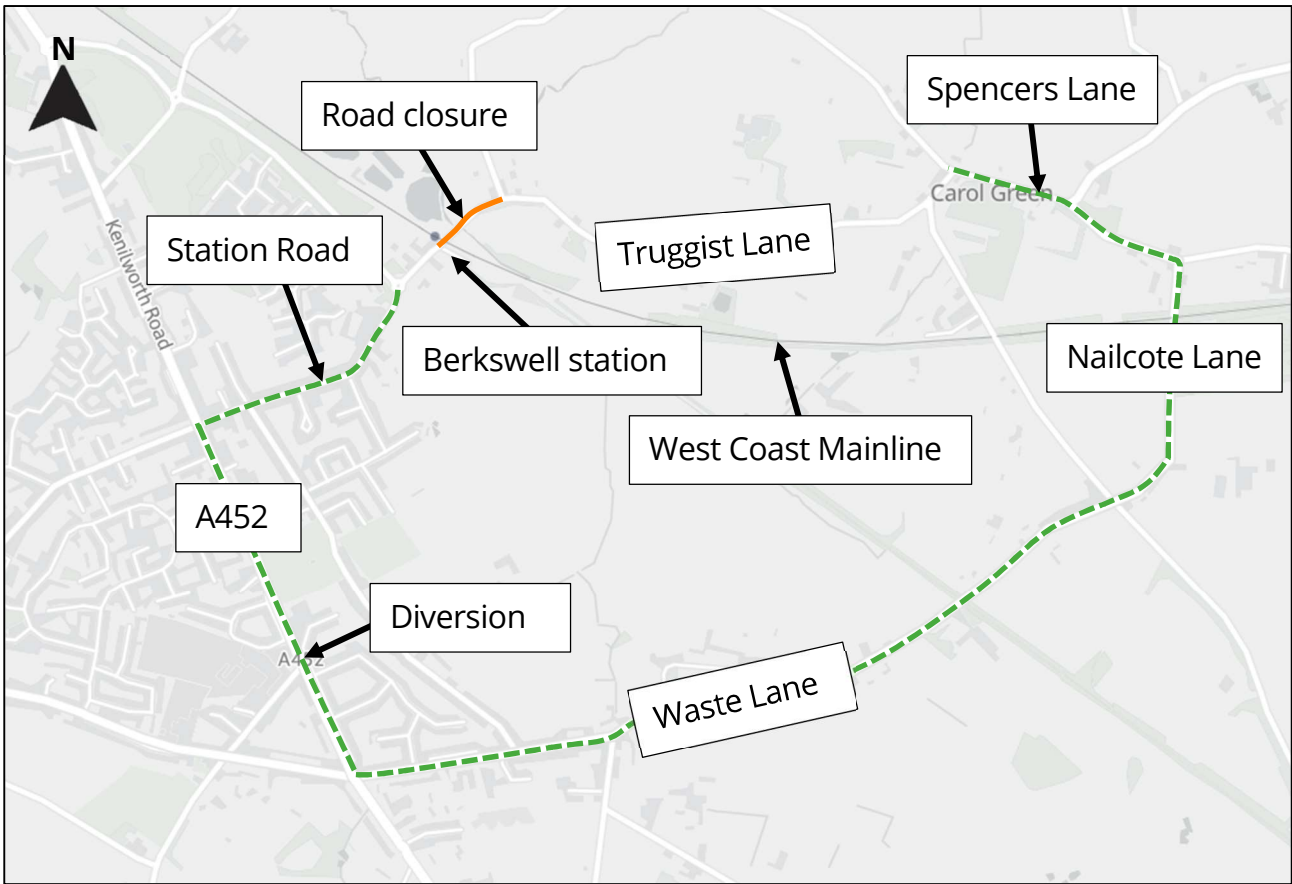 N
Road closure
Spencers Lane
Carol Green
Station Road
Truggist Lane
Kenilworth Road
Berkswell station
Nailcote Lane
West Coast Mainline
A452
Diversion
A452
Waste Lane